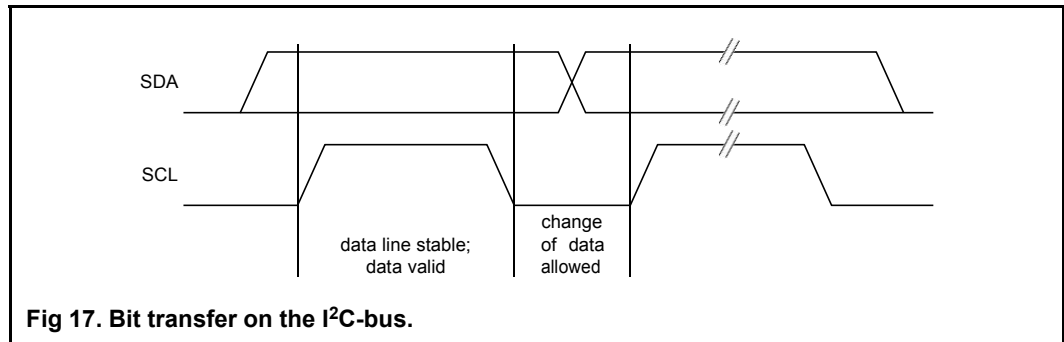 SDA
SCL
data line stable;
data valid
change
of data
allowed
Fig 17. Bit transfer on the I²C-bus.